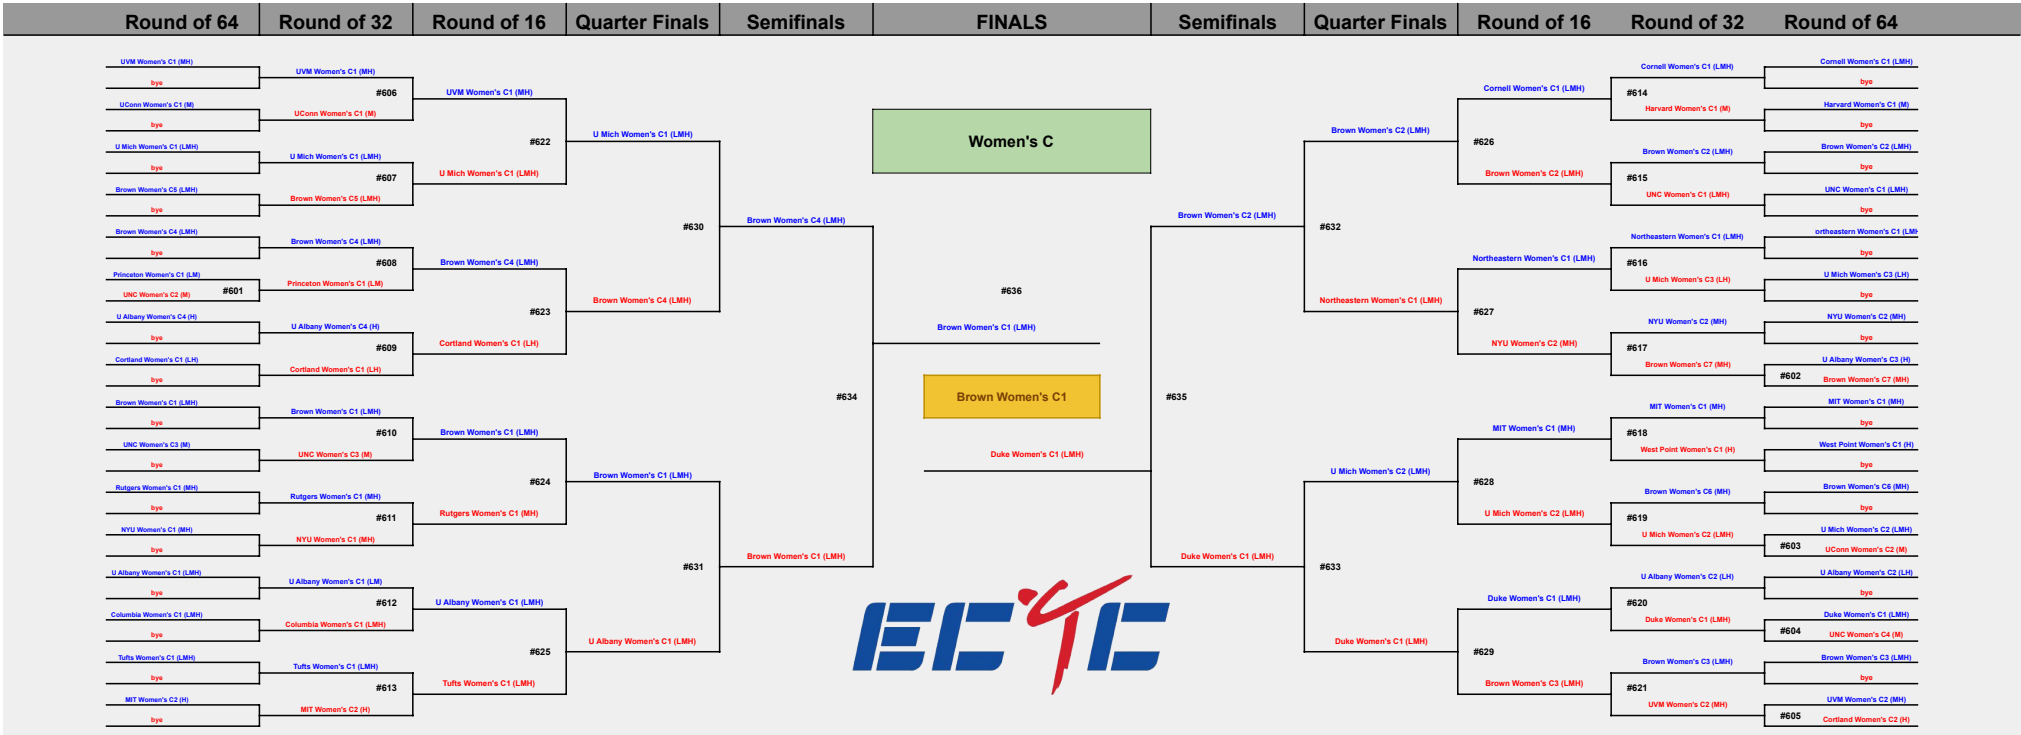 Round of 64 Round of 32 Round of 16 Quarter Finals Semifinals FINALS Semifinals Quarter Finals Round of 16 Round of 32 Round of 64
UVM Women's C1 (MH)
bye
UConn Women's C1 (M)
bye
U Mich Women's C1 (LMH)
bye
Brown Women's C5 (LMH)
bye
Brown Women's C4 (LMH)
bye
Princeton Women's C1 (LM)
UNC Women's C2 (M)
#601
U Albany Women's C4 (H)
bye
Cortland Women's C1 (LH)
bye
Brown Women's C1 (LMH)
bye
UNC Women's C3 (M)
bye
Rutgers Women's C1 (MH)
bye
NYU Women's C1 (MH)
bye
U Albany Women's C1 (LMH)
bye
Columbia Women's C1 (LMH)
bye
Tufts Women's C1 (LMH)
bye
MIT Women's C2 (H)
bye
UVM Women's C1 (MH)
#606
UConn Women's C1 (M)
U Mich Women's C1 (LMH)
#607
Brown Women's C5 (LMH)
Brown Women's C4 (LMH)
#608
Princeton Women's C1 (LM)
U Albany Women's C4 (H)
#609
Cortland Women's C1 (LH)
Brown Women's C1 (LMH)
#610
UNC Women's C3 (M)
Rutgers Women's C1 (MH)
#611
NYU Women's C1 (MH)
U Albany Women's C1 (LM)
#612
Columbia Women's C1 (LMH)
Tufts Women's C1 (LMH)
#613
MIT Women's C2 (H)
UVM Women's C1 (MH)
#622
U Mich Women's C1 (LMH)
Brown Women's C4 (LMH)
#623
Cortland Women's C1 (LH)
Brown Women's C1 (LMH)
#624
Rutgers Women's C1 (MH)
U Albany Women's C1 (LMH)
#625
Tufts Women's C1 (LMH)
U Mich Women's C1 (LMH)
#630
Brown Women's C4 (LMH)
Brown Women's C1 (LMH)
#631
U Albany Women's C1 (LMH)
Brown Women's C4 (LMH)
#634
Brown Women's C1 (LMH)
Women's C
#636
Brown Women's C1 (LMH)
Brown Women's C1
Duke Women's C1 (LMH)
ECTC
Brown Women's C2 (LMH)
#635
Duke Women's C1 (LMH)
Brown Women's C2 (LMH)
#632
Northeastern Women's C1 (LMH)
U Mich Women's C2 (LMH)
#633
Duke Women's C1 (LMH)
Cornell Women's C1 (LMH)
#626
Brown Women's C2 (LMH)
Northeastern Women's C1 (LMH)
#627
NYU Women's C2 (MH)
MIT Women's C1 (MH)
#628
U Mich Women's C2 (LMH)
Duke Women's C1 (LMH)
#629
Brown Women's C3 (LMH)
Cornell Women's C1 (LMH)
#614
Harvard Women's C1 (M)
Brown Women's C2 (LMH)
#615
UNC Women's C1 (LMH)
Northeastern Women's C1 (LMH)
#616
U Mich Women's C3 (LH)
NYU Women's C2 (MH)
#617
Brown Women's C7 (MH)
MIT Women's C1 (MH)
#618
West Point Women's C1 (H)
Brown Women's C6 (MH)
#619
U Mich Women's C2 (LMH)
U Albany Women's C2 (LH)
#620
Duke Women's C1 (LMH)
Brown Women's C3 (LMH)
#621
UVM Women's C2 (MH)
Cornell Women's C1 (LMH)
bye
Harvard Women's C1 (M)
bye
Brown Women's C2 (LMH)
bye
UNC Women's C1 (LMH)
bye
ortheastern Women's C1 (LMH
bye
U Mich Women's C3 (LH)
bye
NYU Women's C2 (MH)
bye
U Albany Women's C3 (H)
#602
Brown Women's C7 (MH)
MIT Women's C1 (MH)
bye
West Point Women's C1 (H)
bye
Brown Women's C6 (MH)
bye
U Mich Women's C2 (LMH)
#603
UConn Women's C2 (M)
U Albany Women's C2 (LH)
bye
Duke Women's C1 (LMH)
#604
UNC Women's C4 (M)
Brown Women's C3 (LMH)
bye
UVM Women's C2 (MH)
#605
Cortland Women's C2 (H)